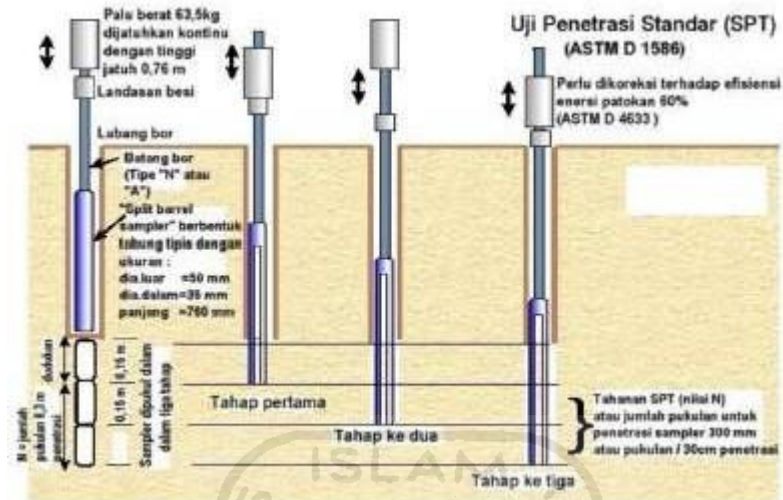 Uji Penetrasi Standar (SPT)
(ASTM D 1586)
Palu berat 63,5kg
dijatuhkan kontinu
dengan tinggi
jatuh 0,76 m
Landasan besi
Perlu dikoreksi terhadap efisiensi
enersi patokan 60%
(ASTM D 4633 )
Lubang bor
Batang bor
(Tipe "N" atau
"A")
"Split barrel
sampler" berbentuk
tabung tipis dengan
ukuran :
dia.luar =50 mm
dia.dalam=35 mm
panjang =760 mm
dudukan
0,15 m
0,15 m
N = jumlah
pukulan 0,3 m
penetrasi
Sampler dipukul dalam
dalam tiga tahap
Tahap pertama
Tahap ke dua
Tahap ke tiga
Tahanan SPT (nilai N)
atau jumlah pukulan untuk
penetrasi sampler 300 mm
atau pukulan / 30cm penetrasi
ISLAM